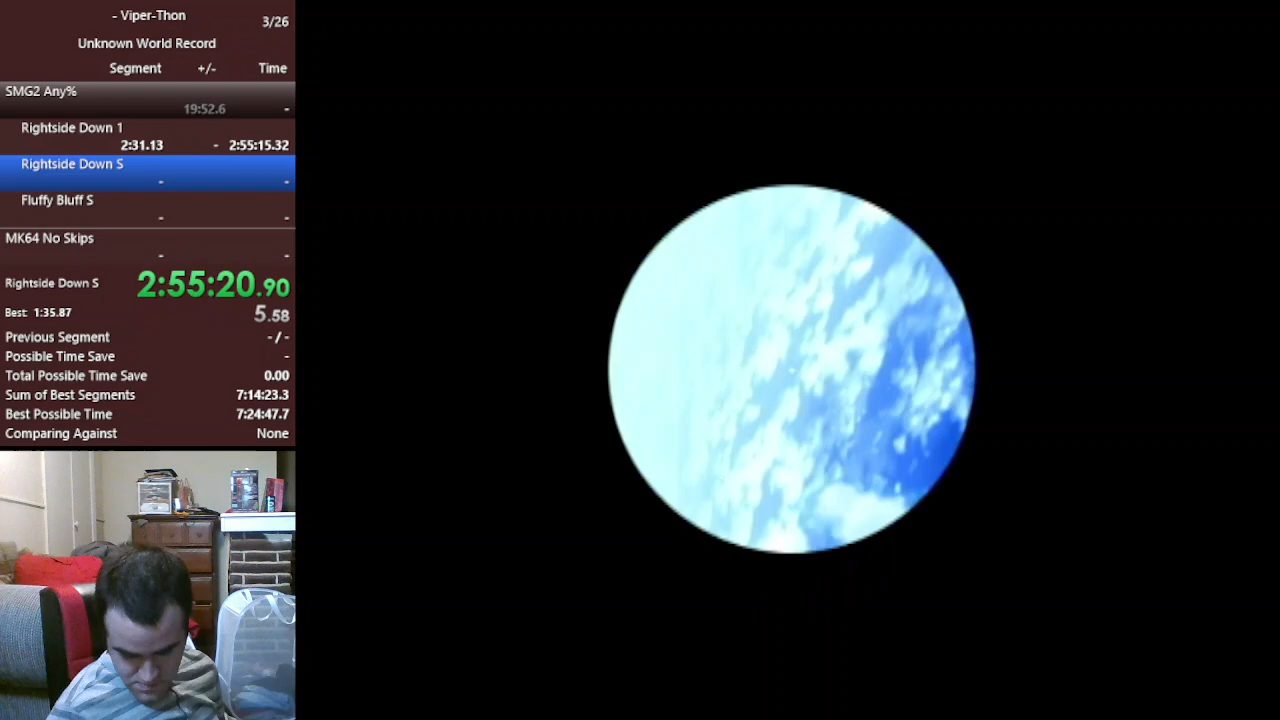 - Viper-Thon
3/26
Unknown World Record
Segment +/- Time
SMG2 Any%
19:52.6 -
Rightside Down 1
2:31.13 - 2:55:15.32
Rightside Down S
- -
Fluffy Bluff S
- -
MK64 No Skips
- -
Rightside Down S 2:55:20.90
Best: 1:35.87 5.58
Previous Segment - / -
Possible Time Save -
Total Possible Time Save 0.00
Sum of Best Segments 7:14:23.3
Best Possible Time 7:24:47.7
Comparing Against None